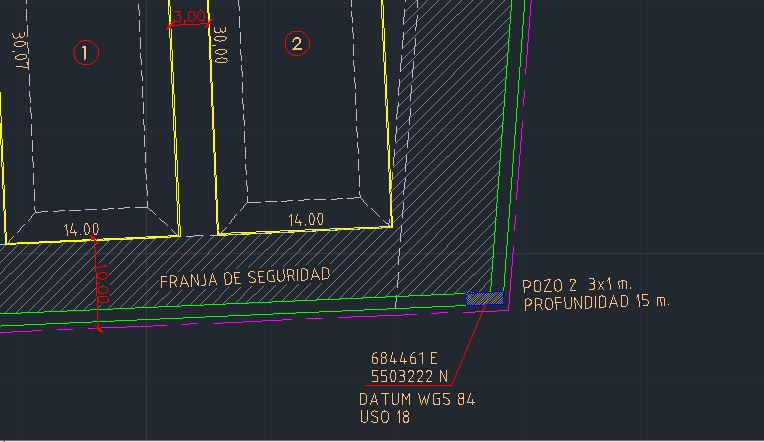 3,00
30,07
1
30,00
2
14.00
14.00
10,00
FRANJA DE SEGURIDAD
POZO 2 3x1 m.
PROFUNDIDAD 15 m.
684461 E
5503222 N
DATUM WGS 84
USO 18